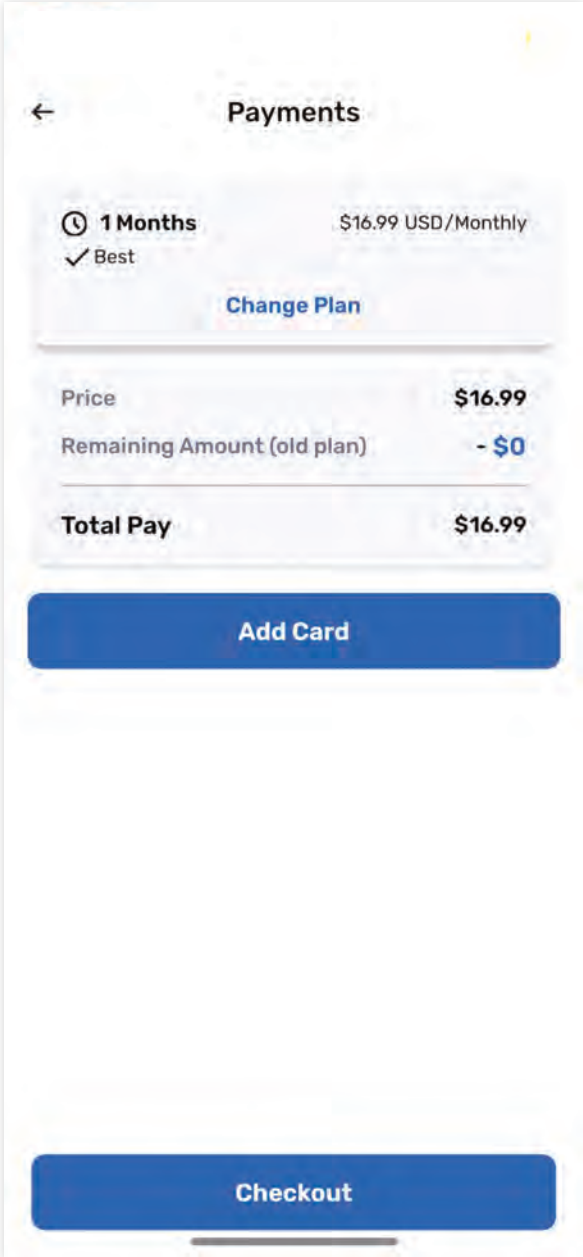 Payments
1 Months $16.99 USD/Monthly
Best
Change Plan
Price $16.99
Remaining Amount (old plan) - $0
Total Pay $16.99
Add Card
Checkout